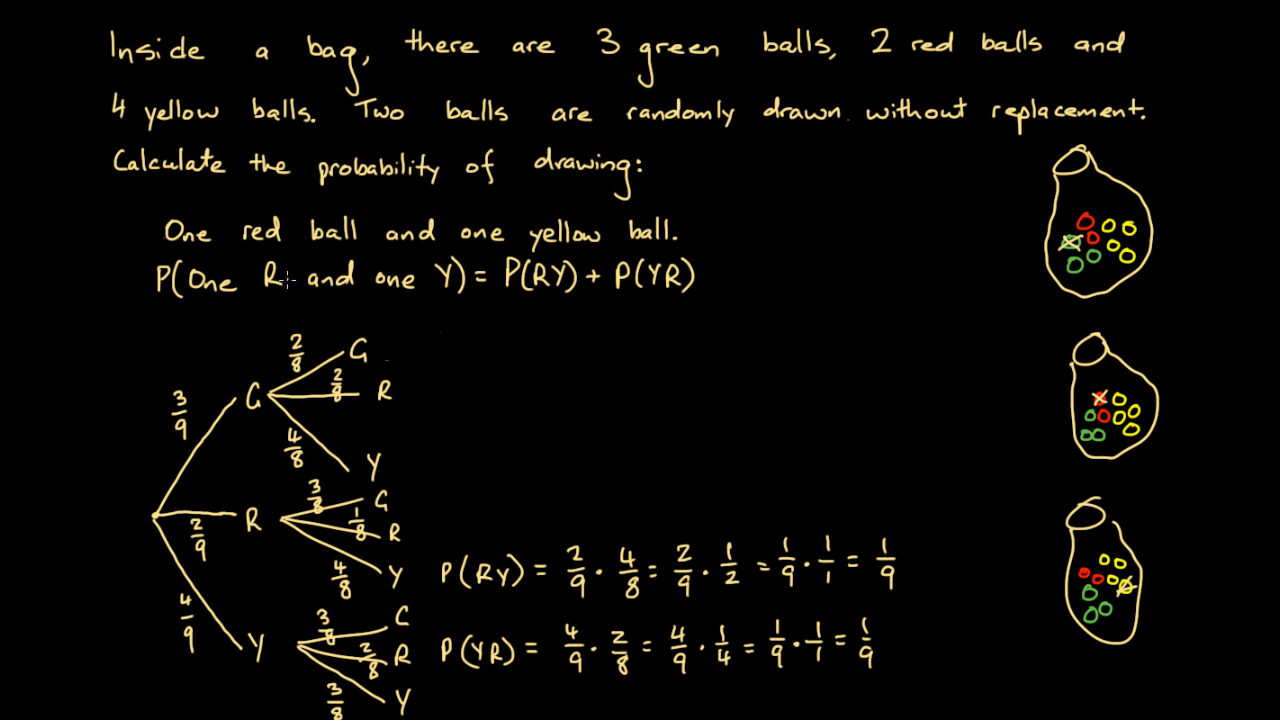 Inside a bag, there are 3 green balls, 2 red balls and
4 yellow balls. Two balls are randomly drawn without replacement.
Calculate the probability of drawing:
One red ball and one yellow ball.
P(One R and one Y) = P(RY) + P(YR)
2/8 G
3/9 G 2/8 R
4/8 Y
3/8 G
2/9 R 1/8 R
4/8 Y P(RY) = 2/9 · 4/8 = 2/9 · 1/2 = 1/9 · 1/1 = 1/9
3/8 G
4/9 Y 2/8 R P(YR) = 4/9 · 2/8 = 4/9 · 1/4 = 1/9 · 1/1 = 1/9
3/8 Y